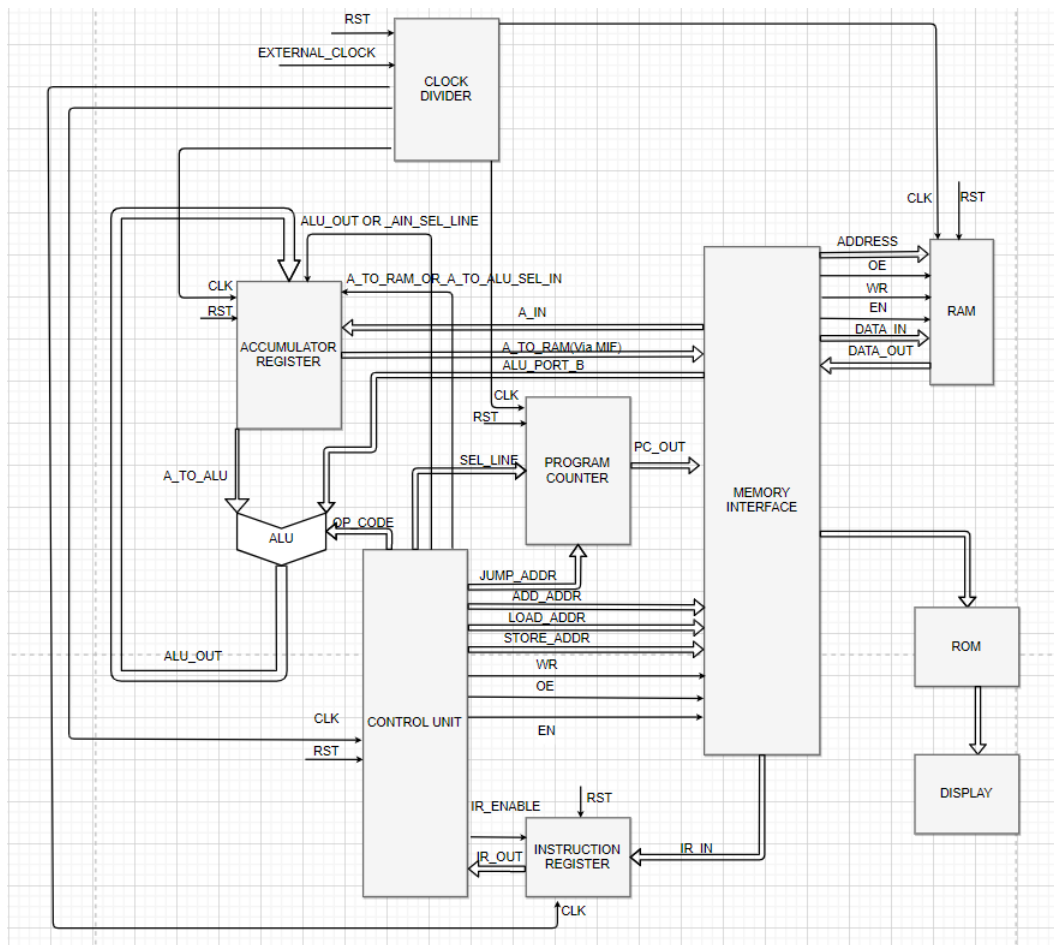 RST
EXTERNAL_CLOCK
CLOCK
DIVIDER
CLK
RST
ALU_OUT OR _AIN_SEL_LINE
A_TO_RAM_OR_A_TO_ALU_SEL_IN
CLK
RST
ACCUMULATOR
REGISTER
A_IN
A_TO_RAM(Via MIF)
ALU_PORT_B
ADDRESS
OE
WR
EN
DATA_IN
DATA_OUT
RAM
CLK
RST
SEL_LINE
PROGRAM
COUNTER
PC_OUT
MEMORY
INTERFACE
A_TO_ALU
ALU
OP_CODE
JUMP_ADDR
ADD_ADDR
LOAD_ADDR
STORE_ADDR
WR
OE
EN
ALU_OUT
ROM
CLK
RST
CONTROL UNIT
DISPLAY
IR_ENABLE
RST
INSTRUCTION
REGISTER
IR_OUT
IR_IN
CLK